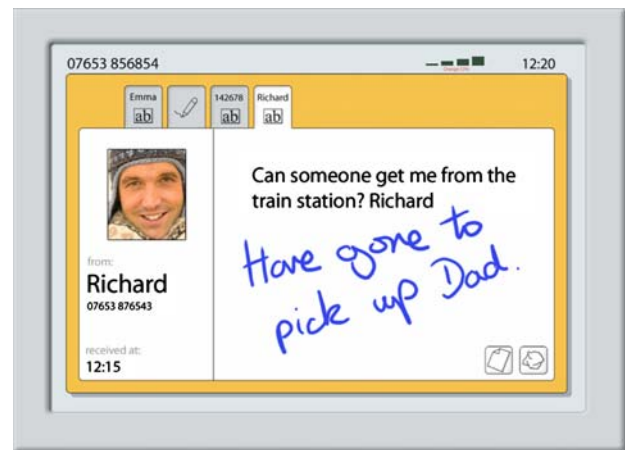 07653 856854
12:20
Emma
ab
142678
ab
Richard
ab
Can someone get me from the
train station? Richard
Have gone to
pick up Dad.
from:
Richard
07653 876543
received at:
12:15